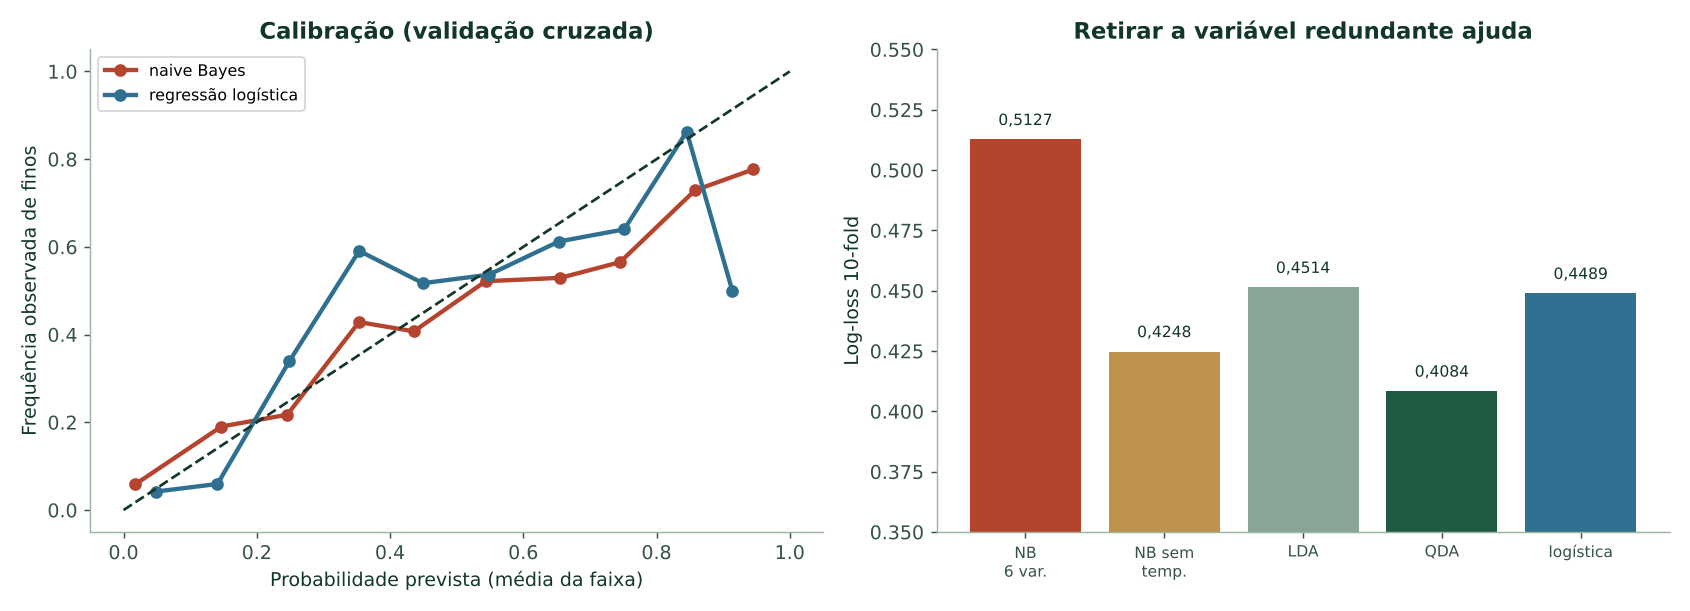 Calibração (validação cruzada)
naive Bayes
regressão logística
1.0
0.8
0.6
0.4
0.2
0.0
Frequência observada de finos
0.0
0.2
0.4
0.6
0.8
1.0
Probabilidade prevista (média da faixa)
Retirar a variável redundante ajuda
0.550
0.525
0.500
0.475
0.450
0.425
0.400
0.375
0.350
Log-loss 10-fold
0,5127
0,4248
0,4514
0,4084
0,4489
NB
6 var.
NB sem
temp.
LDA
QDA
logística